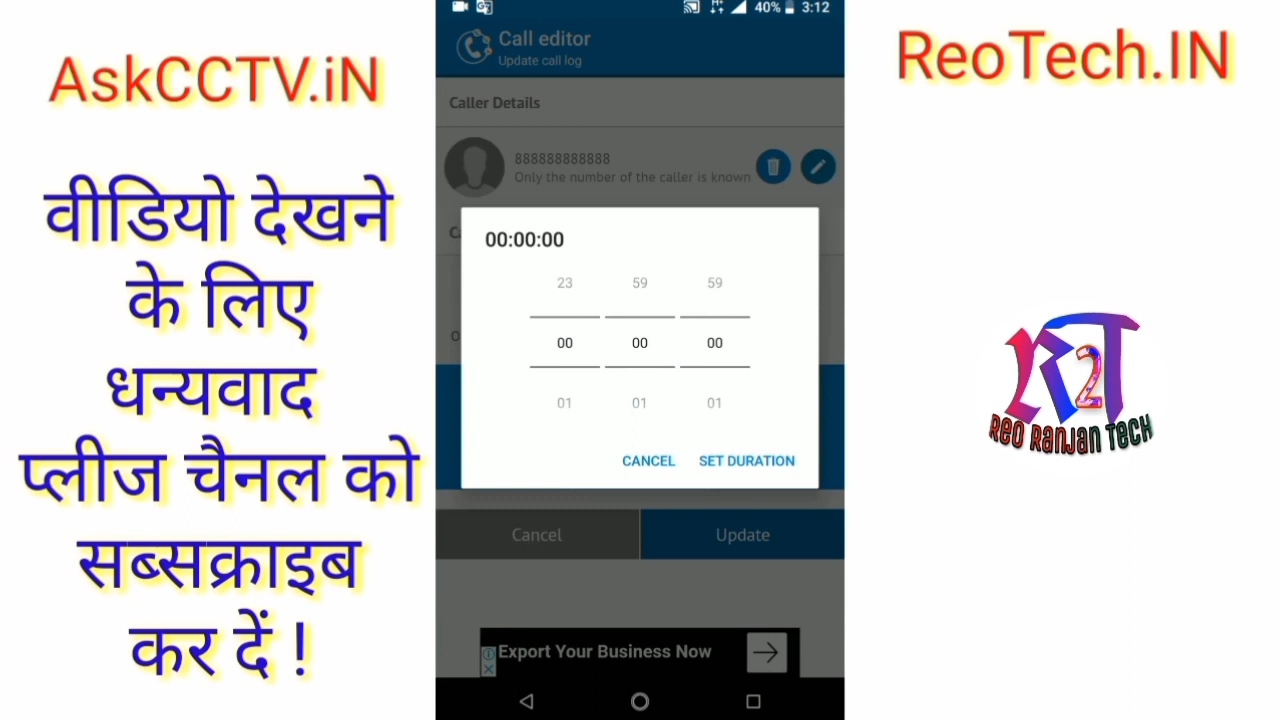 AskCCTV.iN
वीडियो देखने
के लिए
धन्यवाद
प्लीज चैनल को
सब्सक्राइब
कर दें !
40% 3:12
Call editor
Update call log
Caller Details
888888888888
Only the number of the caller is known
00:00:00
23 59 59
00 00 00
01 01 01
CANCEL SET DURATION
Cancel Update
Export Your Business Now
ReoTech.IN
R2T
REO RANJAN TECH